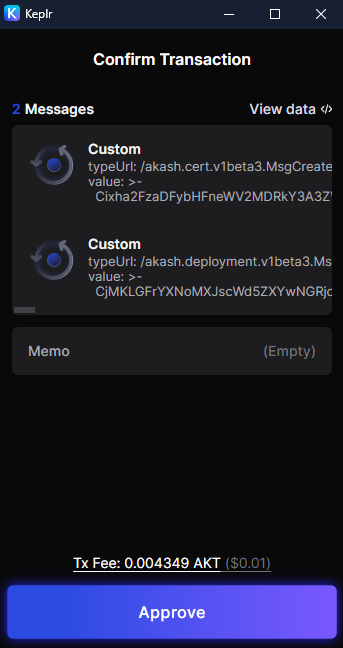 Keplr
Confirm Transaction
2 Messages
View data </>
Custom
typeUrl: /akash.cert.v1beta3.MsgCreate
value: >-
Cixha2FzaDFybHFneWV2MDRkY3A3Z
Custom
typeUrl: /akash.deployment.v1beta3.Ms
value: >-
CjMKLGFrYXNoMXJscWd5ZXYwNGRj
Memo
(Empty)
Tx Fee: 0.004349 AKT ($0.01)
Approve